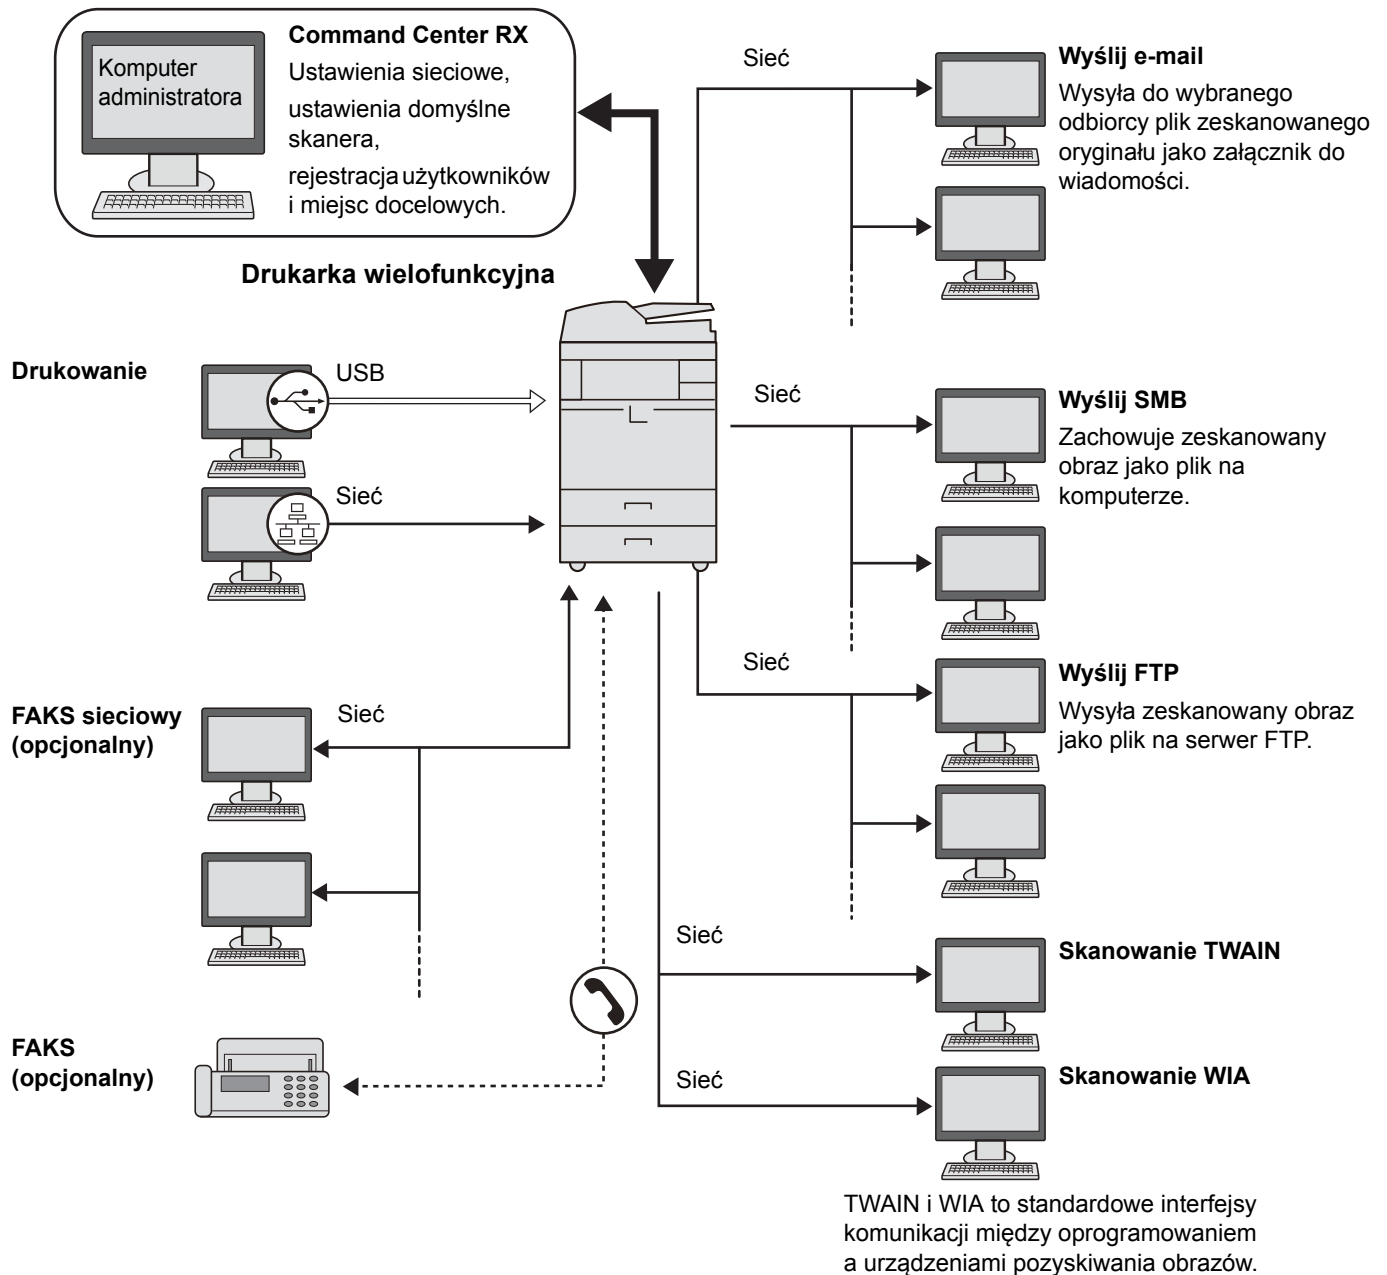 Command Center RX
Komputer
administratora
Ustawienia sieciowe,
ustawienia domyślne
skanera,
rejestracja użytkowników
i miejsc docelowych.
Sieć
Wyślij e-mail
Wysyła do wybranego
odbiorcy plik zeskanowanego
oryginału jako załącznik do
wiadomości.
Drukarka wielofunkcyjna
Drukowanie
USB
Sieć
Sieć
Wyślij SMB
Zachowuje zeskanowany
obraz jako plik na
komputerze.
Sieć
Wyślij FTP
Wysyła zeskanowany obraz
jako plik na serwer FTP.
FAKS sieciowy
(opcjonalny)
Sieć
Sieć
Skanowanie TWAIN
FAKS
(opcjonalny)
Sieć
Skanowanie WIA
TWAIN i WIA to standardowe interfejsy
komunikacji między oprogramowaniem
a urządzeniami pozyskiwania obrazów.